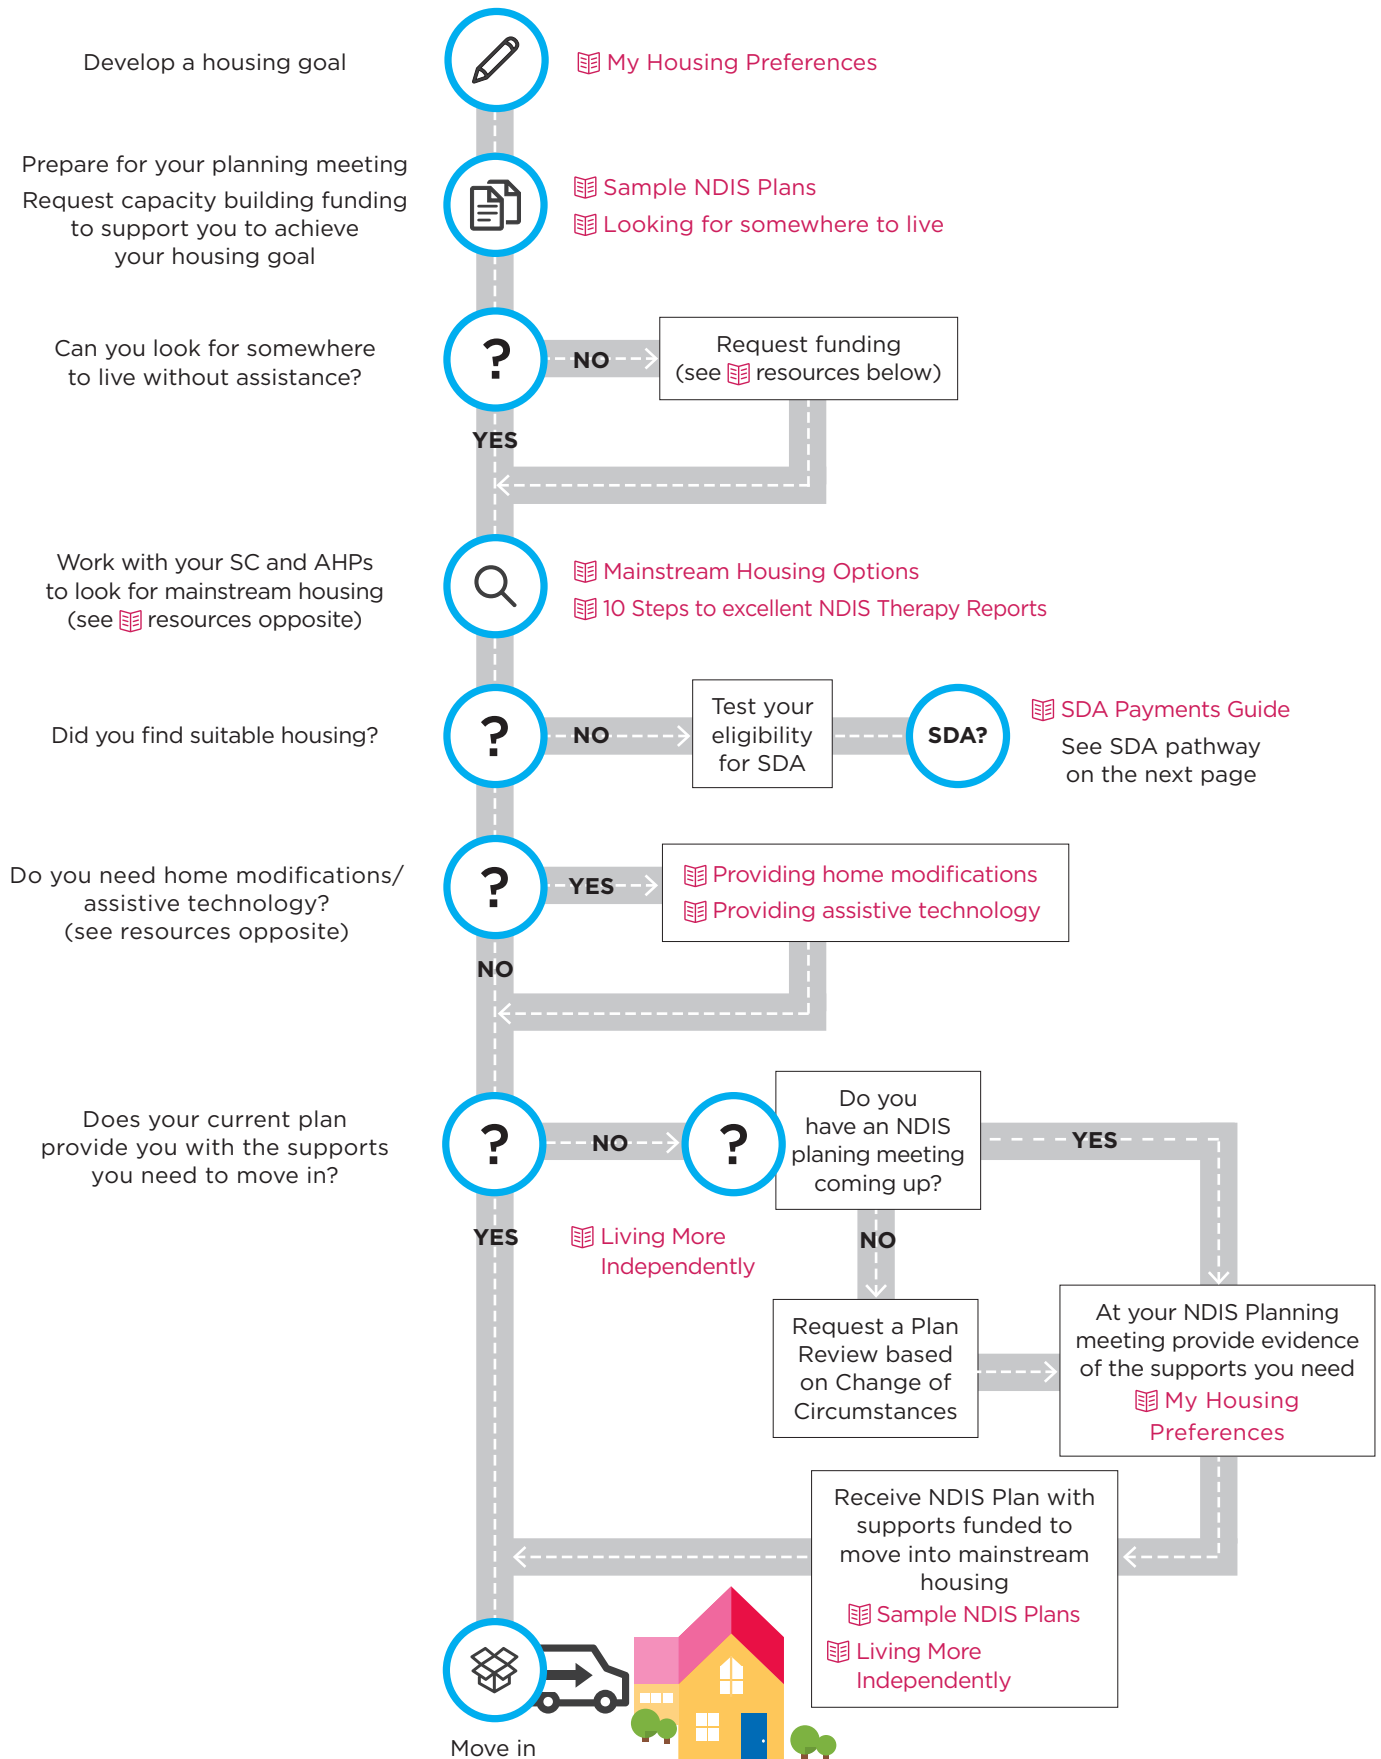 Develop a housing goal
My Housing Preferences
Prepare for your planning meeting
Request capacity building funding
to support you to achieve
your housing goal
Sample NDIS Plans
Looking for somewhere to live
Can you look for somewhere
to live without assistance?
?
NO
Request funding
(see resources below)
YES
Work with your SC and AHPs
to look for mainstream housing
(see resources opposite)
Mainstream Housing Options
10 Steps to excellent NDIS Therapy Reports
Did you find suitable housing?
?
NO
Test your
eligibility
for SDA
SDA?
SDA Payments Guide
See SDA pathway
on the next page
Do you need home modifications/
assistive technology?
(see resources opposite)
?
YES
Providing home modifications
Providing assistive technology
NO
Does your current plan
provide you with the supports
you need to move in?
?
NO
?
Do you
have an NDIS
planing meeting
coming up?
YES
YES
Living More
Independently
NO
Request a Plan
Review based
on Change of
Circumstances
At your NDIS Planning
meeting provide evidence
of the supports you need
My Housing
Preferences
Receive NDIS Plan with
supports funded to
move into mainstream
housing
Sample NDIS Plans
Living More
Independently
Move in